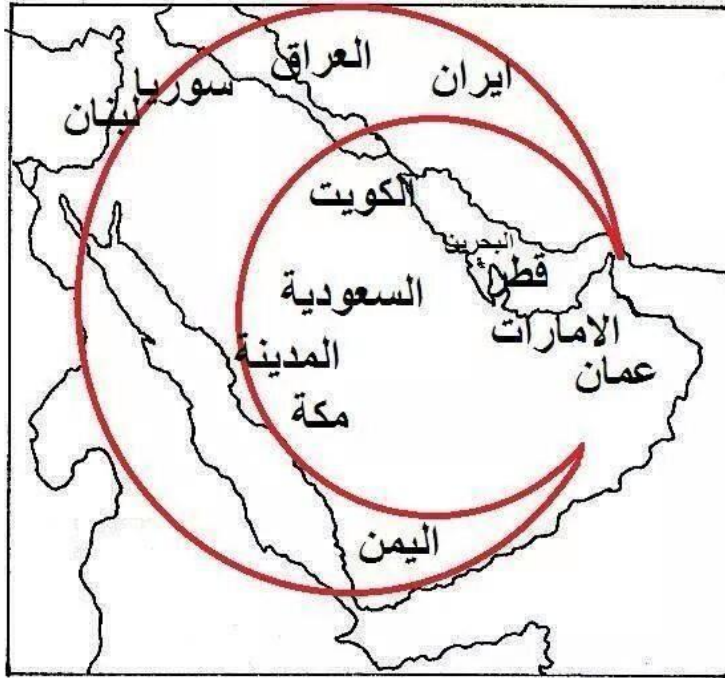 العراق
ايران
سوريا
لبنان
الكويت
البحرين
قطر
السعودية
الامارات
المدينة
عمان
مكة
اليمن